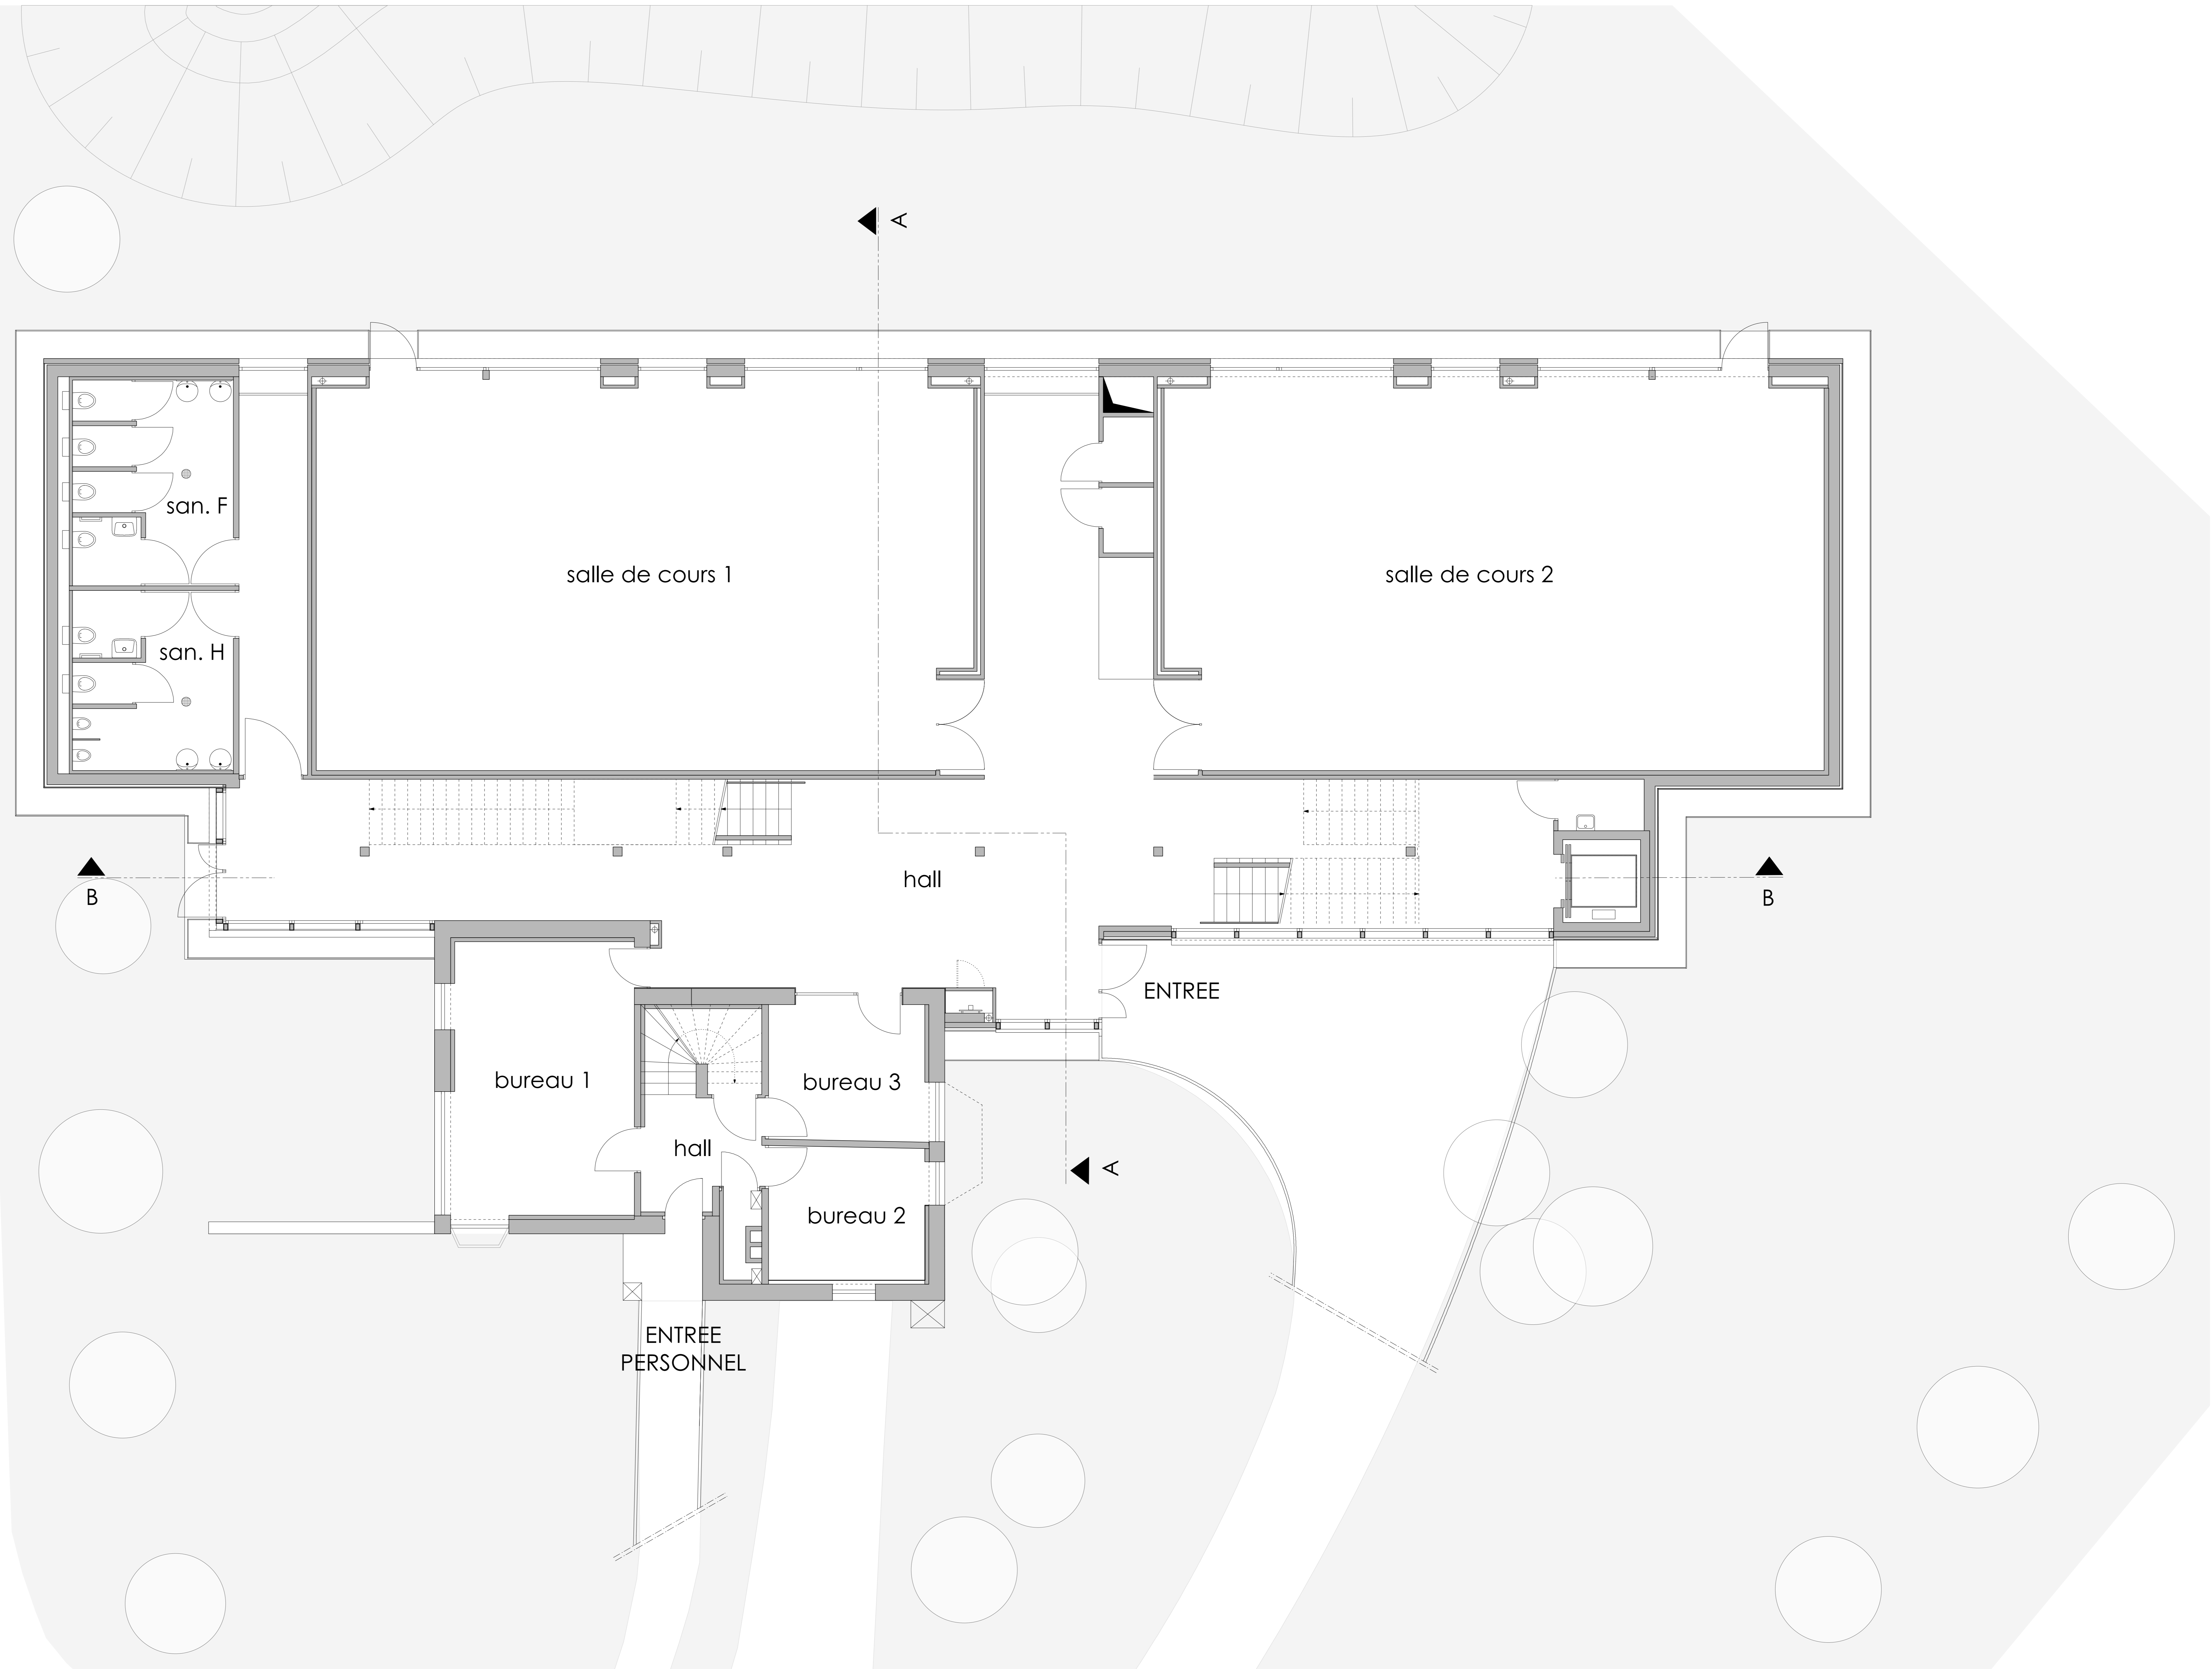 A
san. F
salle de cours 1
salle de cours 2
san. H
B
hall
B
ENTREE
bureau 1
bureau 3
hall
A
bureau 2
ENTREE
PERSONNEL